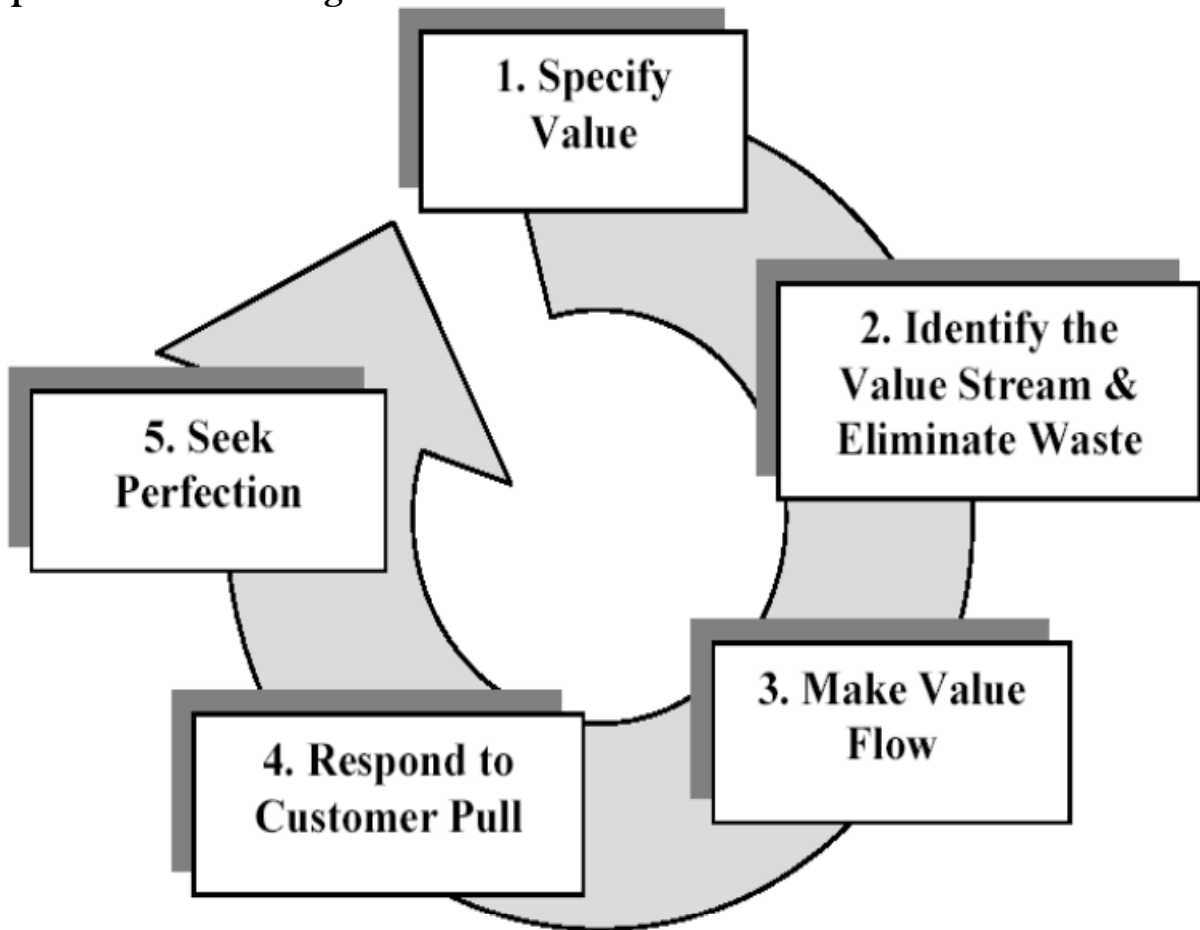 1. Specify
Value
2. Identify the
Value Stream &
Eliminate Waste
3. Make Value
Flow
4. Respond to
Customer Pull
5. Seek
Perfection